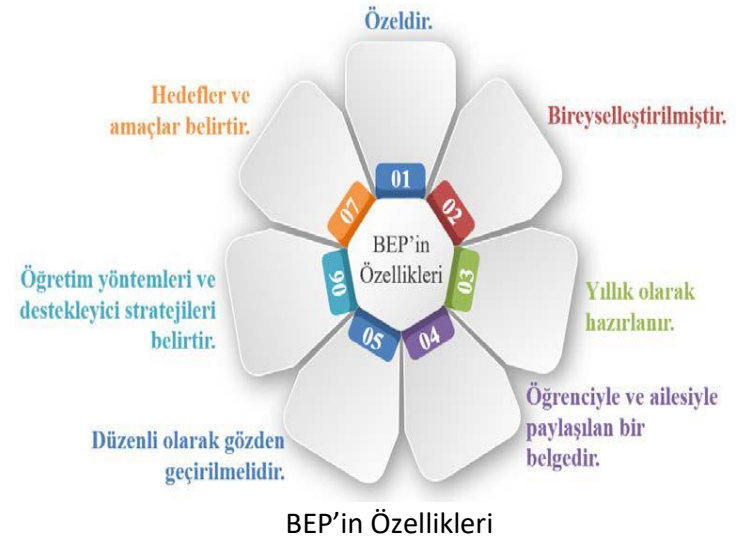 Özeldir.
01
Bireyselleştirilmiştir.
02
Yıllık olarak
hazırlanır.
03
Öğrenciyle ve ailesiyle
paylaşılan bir
belgedir.
04
Düzenli olarak gözden
geçirilmelidir.
05
Öğretim yöntemleri ve
destekleyici stratejileri
belirtir.
06
Hedefler ve
amaçlar belirtir.
07
BEP’in
Özellikleri
BEP’in Özellikleri